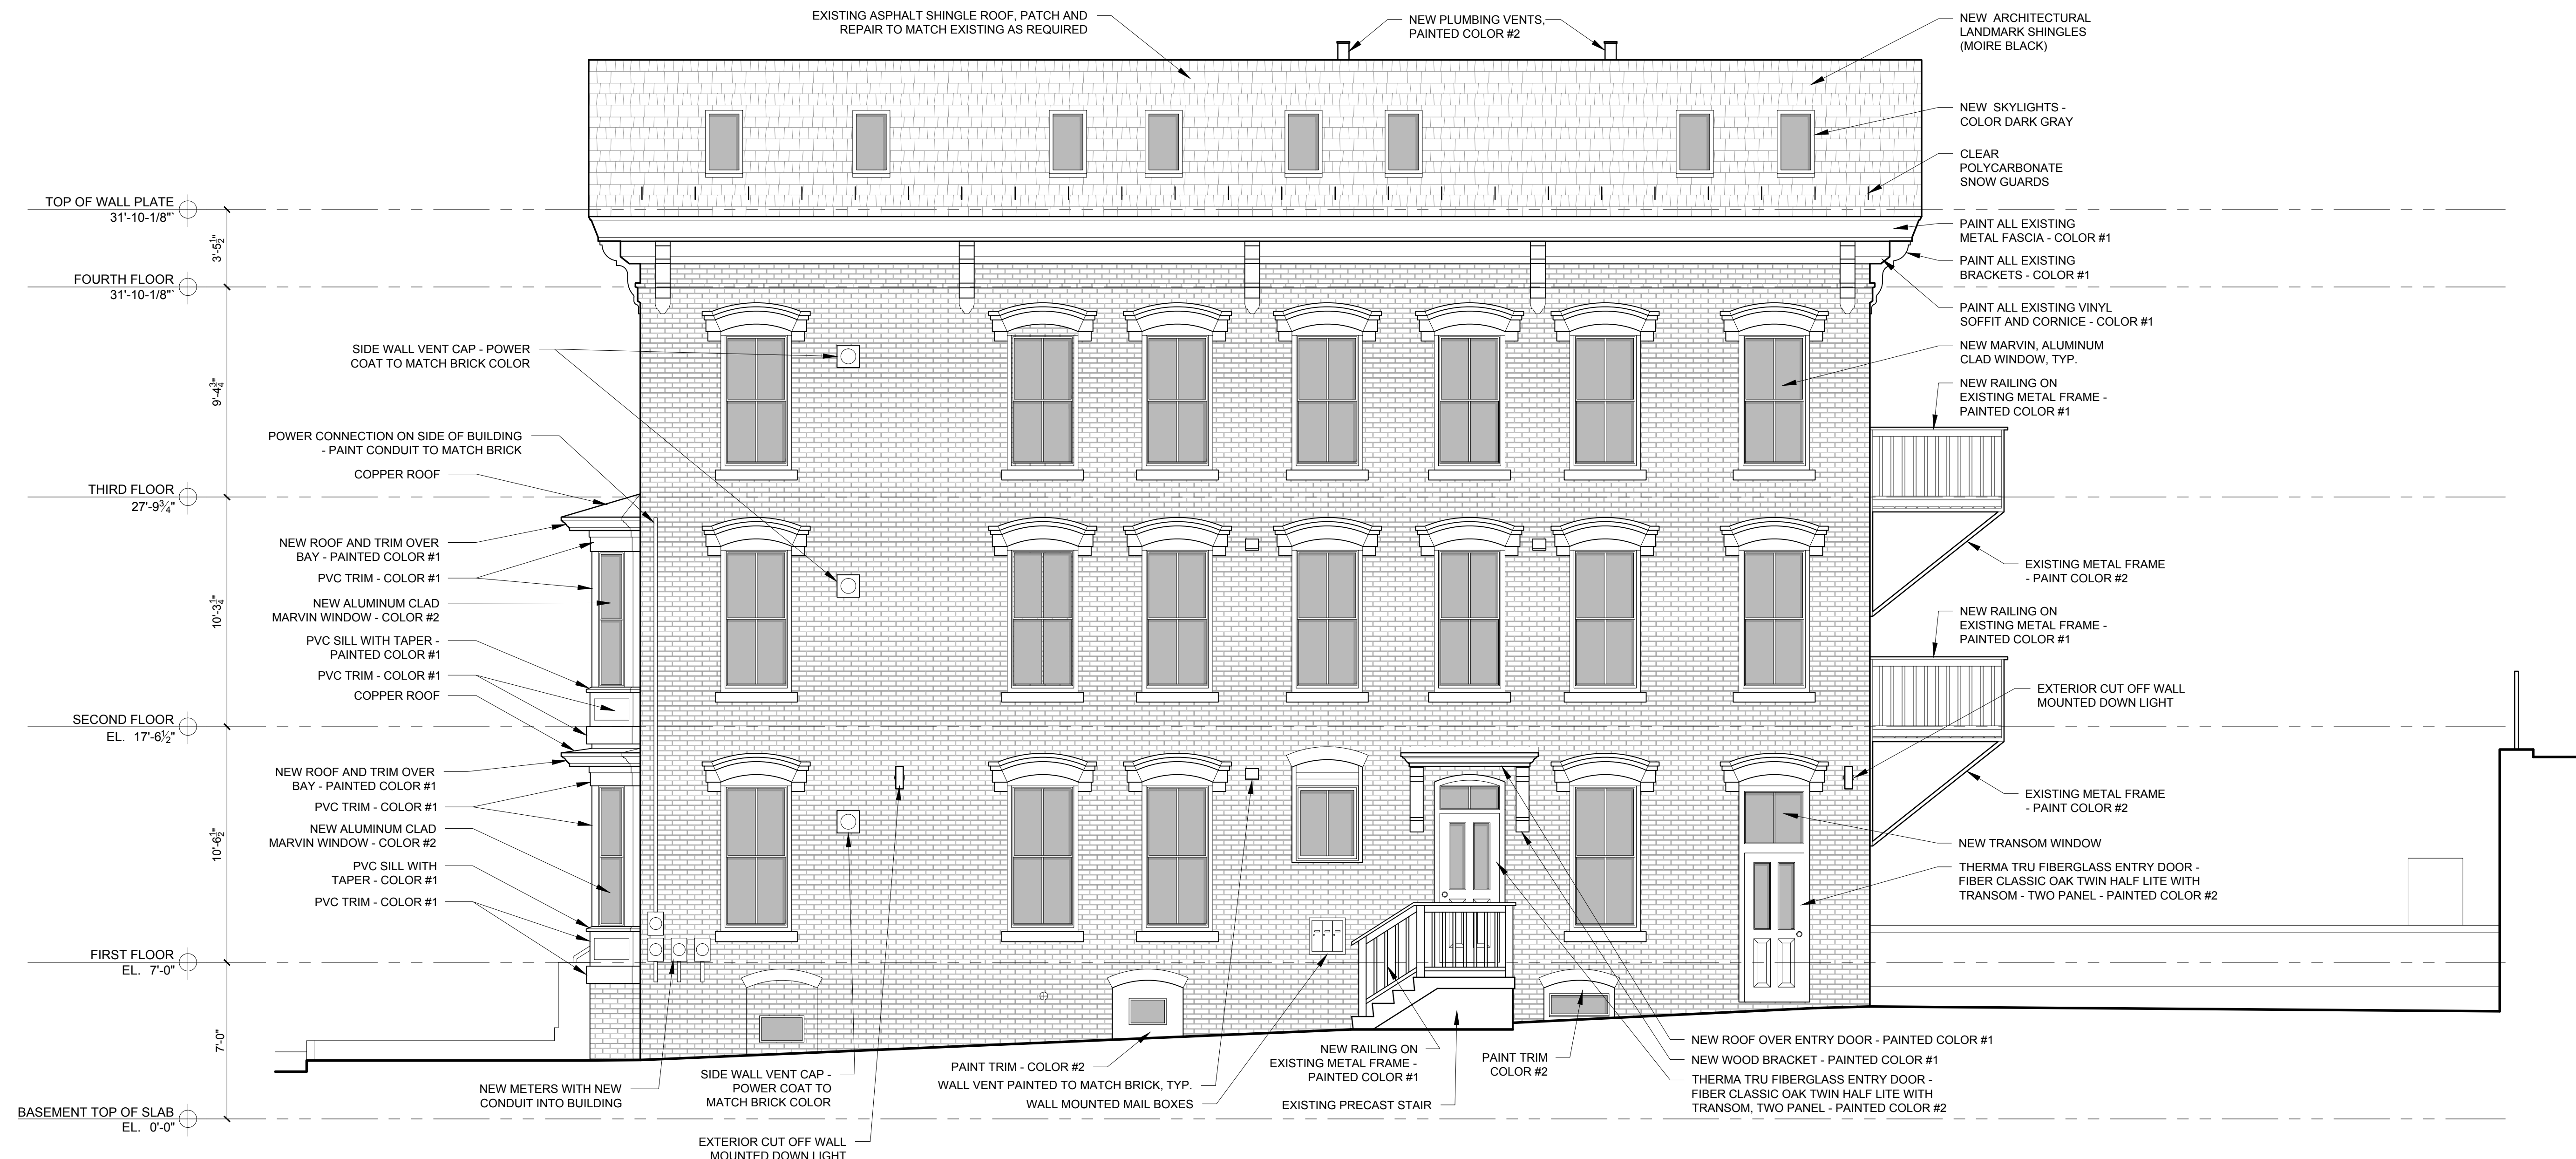 EXISTING ASPHALT SHINGLE ROOF, PATCH AND
REPAIR TO MATCH EXISTING AS REQUIRED
NEW PLUMBING VENTS,
PAINTED COLOR #2
NEW ARCHITECTURAL
LANDMARK SHINGLES
(MOIRE BLACK)
NEW SKYLIGHTS -
COLOR DARK GRAY
CLEAR
POLYCARBONATE
SNOW GUARDS
PAINT ALL EXISTING
METAL FASCIA - COLOR #1
PAINT ALL EXISTING
BRACKETS - COLOR #1
PAINT ALL EXISTING VINYL
SOFFIT AND CORNICE - COLOR #1
NEW MARVIN, ALUMINUM
CLAD WINDOW, TYP.
NEW RAILING ON
EXISTING METAL FRAME -
PAINTED COLOR #1
EXISTING METAL FRAME
- PAINT COLOR #2
NEW RAILING ON
EXISTING METAL FRAME -
PAINTED COLOR #1
EXTERIOR CUT OFF WALL
MOUNTED DOWN LIGHT
EXISTING METAL FRAME
- PAINT COLOR #2
NEW TRANSOM WINDOW
THERMA TRU FIBERGLASS ENTRY DOOR -
FIBER CLASSIC OAK TWIN HALF LITE WITH
TRANSOM - TWO PANEL - PAINTED COLOR #2
TOP OF WALL PLATE
31'-10-1/8"`
3'-5½"
FOURTH FLOOR
31'-10-1/8"`
9'-4¾"
THIRD FLOOR
27'-9¾"
10'-3¼"
SECOND FLOOR
EL. 17'-6½"
10'-6½"
FIRST FLOOR
EL. 7'-0"
7'-0"
BASEMENT TOP OF SLAB
EL. 0'-0"
SIDE WALL VENT CAP - POWER
COAT TO MATCH BRICK COLOR
POWER CONNECTION ON SIDE OF BUILDING
- PAINT CONDUIT TO MATCH BRICK
COPPER ROOF
NEW ROOF AND TRIM OVER
BAY - PAINTED COLOR #1
PVC TRIM - COLOR #1
NEW ALUMINUM CLAD
MARVIN WINDOW - COLOR #2
PVC SILL WITH TAPER -
PAINTED COLOR #1
PVC TRIM - COLOR #1
COPPER ROOF
NEW ROOF AND TRIM OVER
BAY - PAINTED COLOR #1
PVC TRIM - COLOR #1
NEW ALUMINUM CLAD
MARVIN WINDOW - COLOR #2
PVC SILL WITH
TAPER - COLOR #1
PVC TRIM - COLOR #1
NEW METERS WITH NEW
CONDUIT INTO BUILDING
SIDE WALL VENT CAP -
POWER COAT TO
MATCH BRICK COLOR
EXTERIOR CUT OFF WALL
MOUNTED DOWN LIGHT
PAINT TRIM - COLOR #2
WALL VENT PAINTED TO MATCH BRICK, TYP.
WALL MOUNTED MAIL BOXES
NEW RAILING ON
EXISTING METAL FRAME -
PAINTED COLOR #1
EXISTING PRECAST STAIR
PAINT TRIM
COLOR #2
NEW ROOF OVER ENTRY DOOR - PAINTED COLOR #1
NEW WOOD BRACKET - PAINTED COLOR #1
THERMA TRU FIBERGLASS ENTRY DOOR -
FIBER CLASSIC OAK TWIN HALF LITE WITH
TRANSOM, TWO PANEL - PAINTED COLOR #2